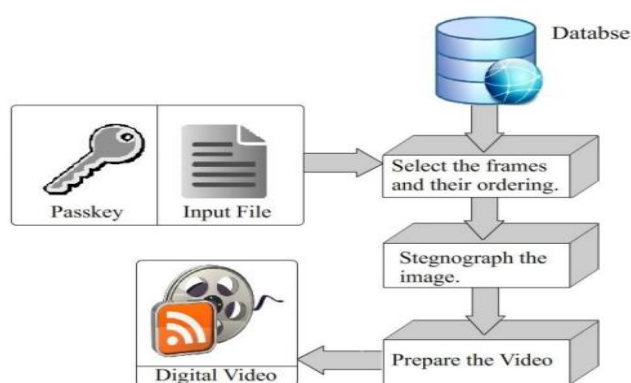 Databse
Select the frames
and their ordering.
Passkey
Input File
Stegnograph the
image.
Prepare the Video
Digital Video